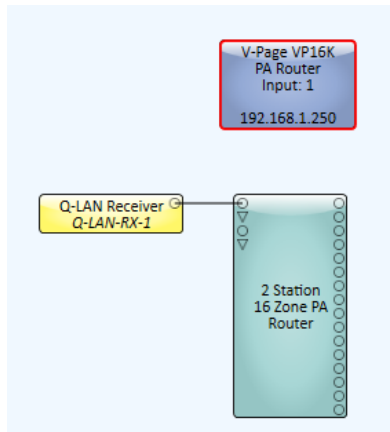 V-Page VP16K
PA Router
Input: 1
192.168.1.250
Q-LAN Receiver
Q-LAN-RX-1
2 Station
16 Zone PA
Router